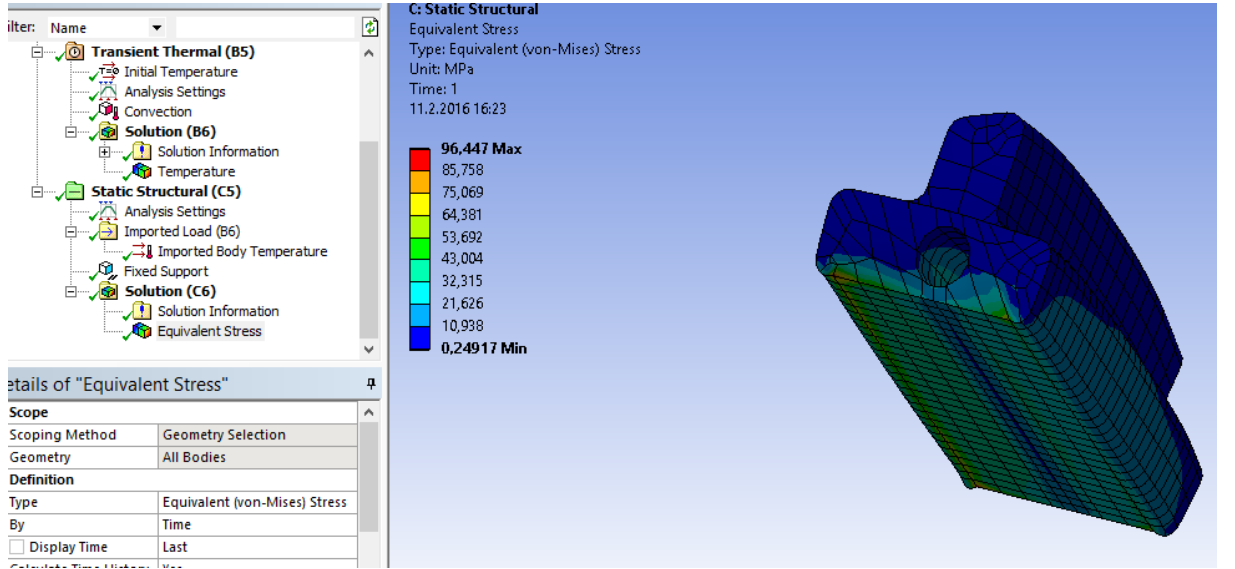 C: Static Structural
Equivalent Stress
Type: Equivalent (von-Mises) Stress
Unit: MPa
Time: 1
11.2.2016 16:23
96,447 Max
85,758
75,069
64,381
53,692
43,004
32,315
21,626
10,938
0,24917 Min
ilter: Name
Transient Thermal (B5)
T=0 Initial Temperature
Analysis Settings
Convection
Solution (B6)
Solution Information
Temperature
Static Structural (C5)
Analysis Settings
Imported Load (B6)
Imported Body Temperature
Fixed Support
Solution (C6)
Solution Information
Equivalent Stress
etails of "Equivalent Stress"
Scope
Scoping Method Geometry Selection
Geometry All Bodies
Definition
Type Equivalent (von-Mises) Stress
By Time
Display Time Last
Calculate Time History Yes